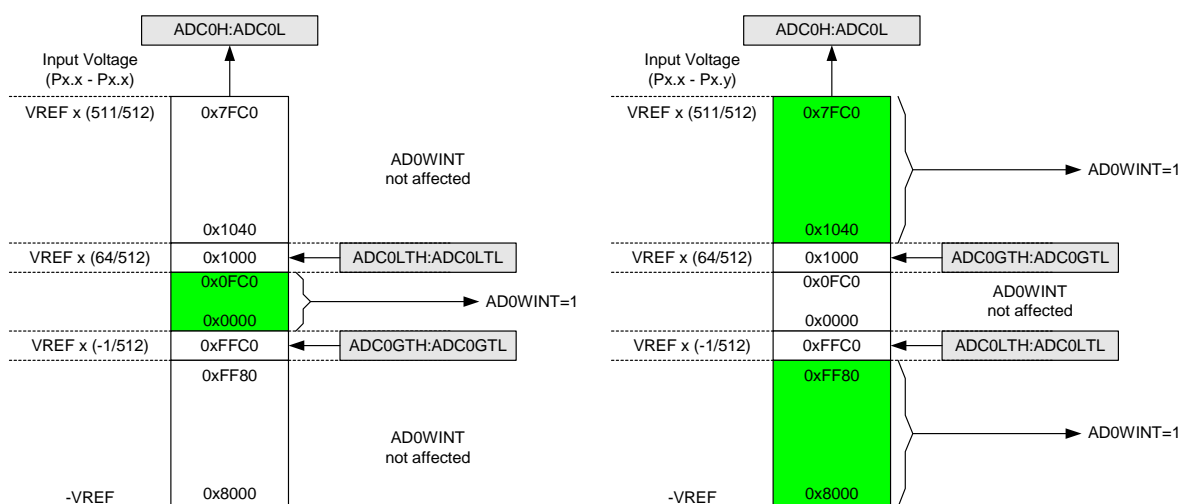 ADC0H:ADC0L
Input Voltage
(Px.x - Px.x)
VREF x (511/512)
0x7FC0
AD0WINT
not affected
0x1040
VREF x (64/512)
0x1000
ADC0LTH:ADC0LTL
0x0FC0
AD0WINT=1
0x0000
VREF x (-1/512)
0xFFC0
ADC0GTH:ADC0GTL
0xFF80
AD0WINT
not affected
-VREF
0x8000
ADC0H:ADC0L
Input Voltage
(Px.x - Px.y)
VREF x (511/512)
0x7FC0
AD0WINT=1
0x1040
VREF x (64/512)
0x1000
ADC0GTH:ADC0GTL
0x0FC0
AD0WINT
not affected
0x0000
VREF x (-1/512)
0xFFC0
ADC0LTH:ADC0LTL
0xFF80
AD0WINT=1
-VREF
0x8000